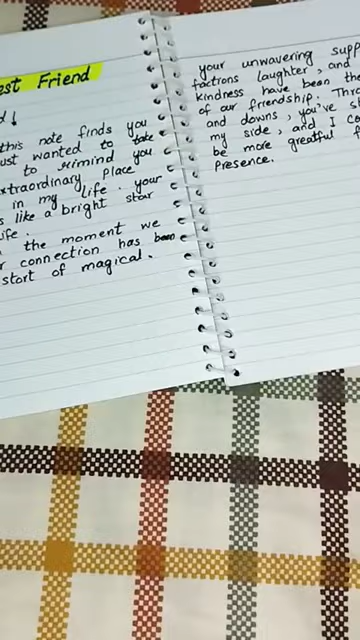 est Friend
this note finds you
ust wanted to take
to rimind you
xtraordinary place
in my life. your
s like a bright star
ife.
the moment we
r connection has been
start of magical.
your unwavering supp
factions laughter, and
kindness have been the
of our friendship. Thro
and downs, you've s
my side, and I co
be more greatful f
presence.